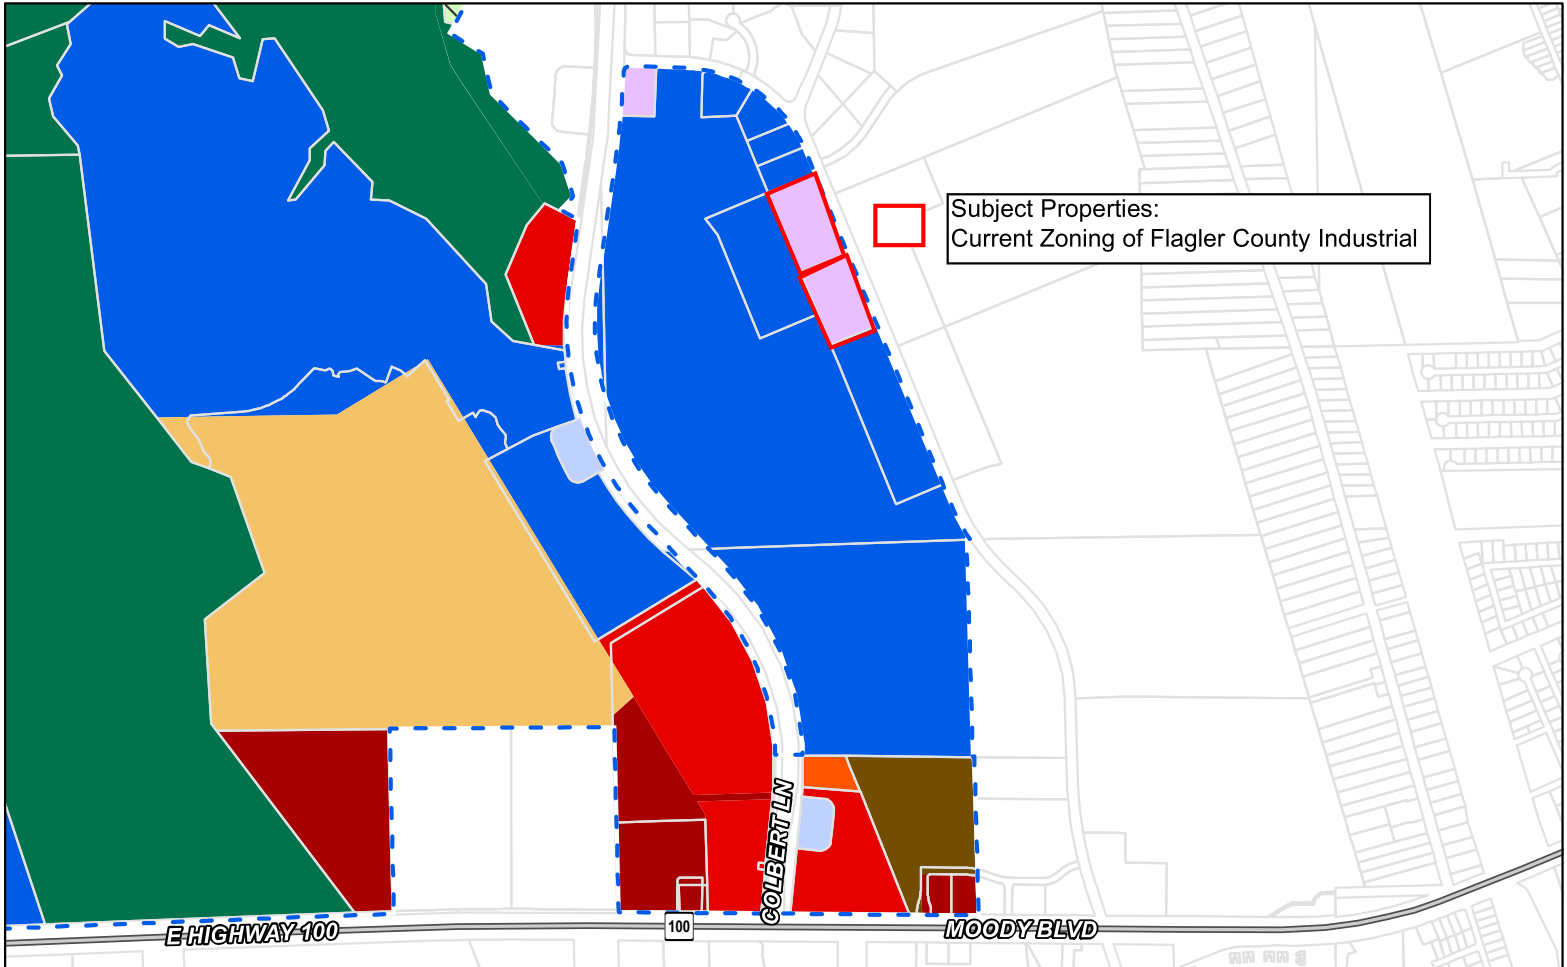 Subject Properties:
Current Zoning of Flagler County Industrial
COLBERT LN
E HIGHWAY 100
100
MOODY BLVD